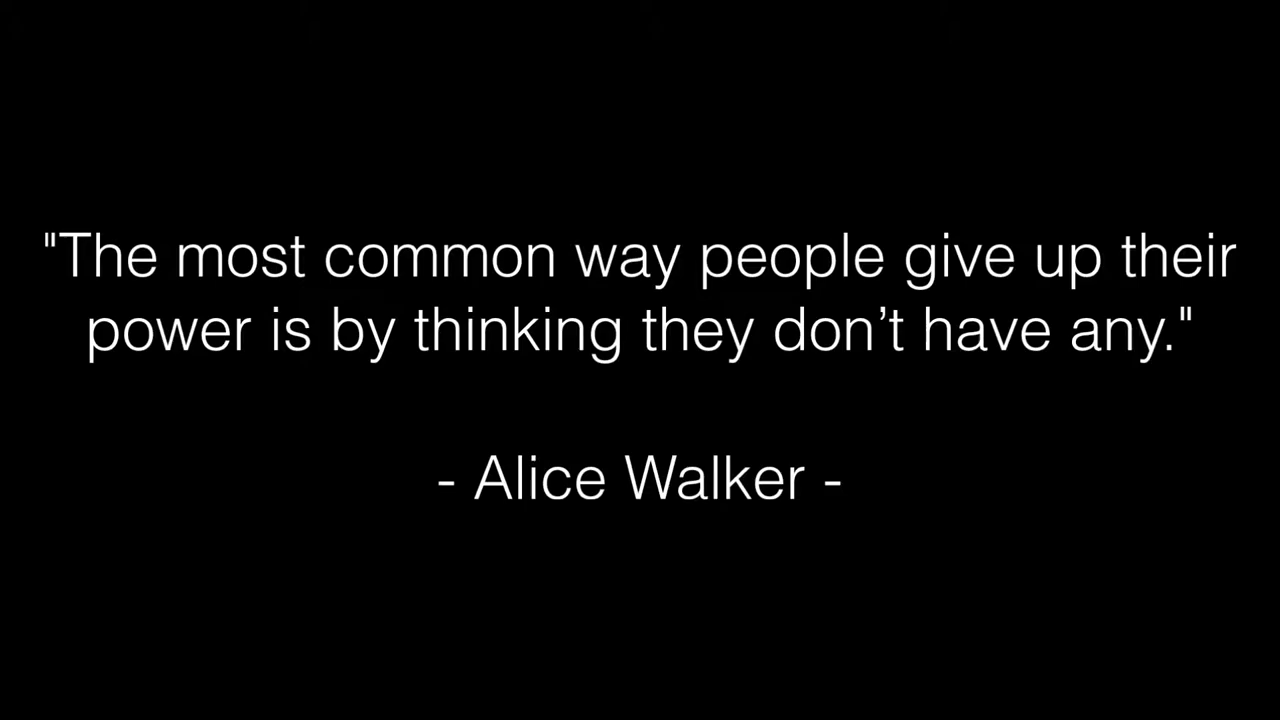 "The most common way people give up their
power is by thinking they don’t have any."
- Alice Walker -